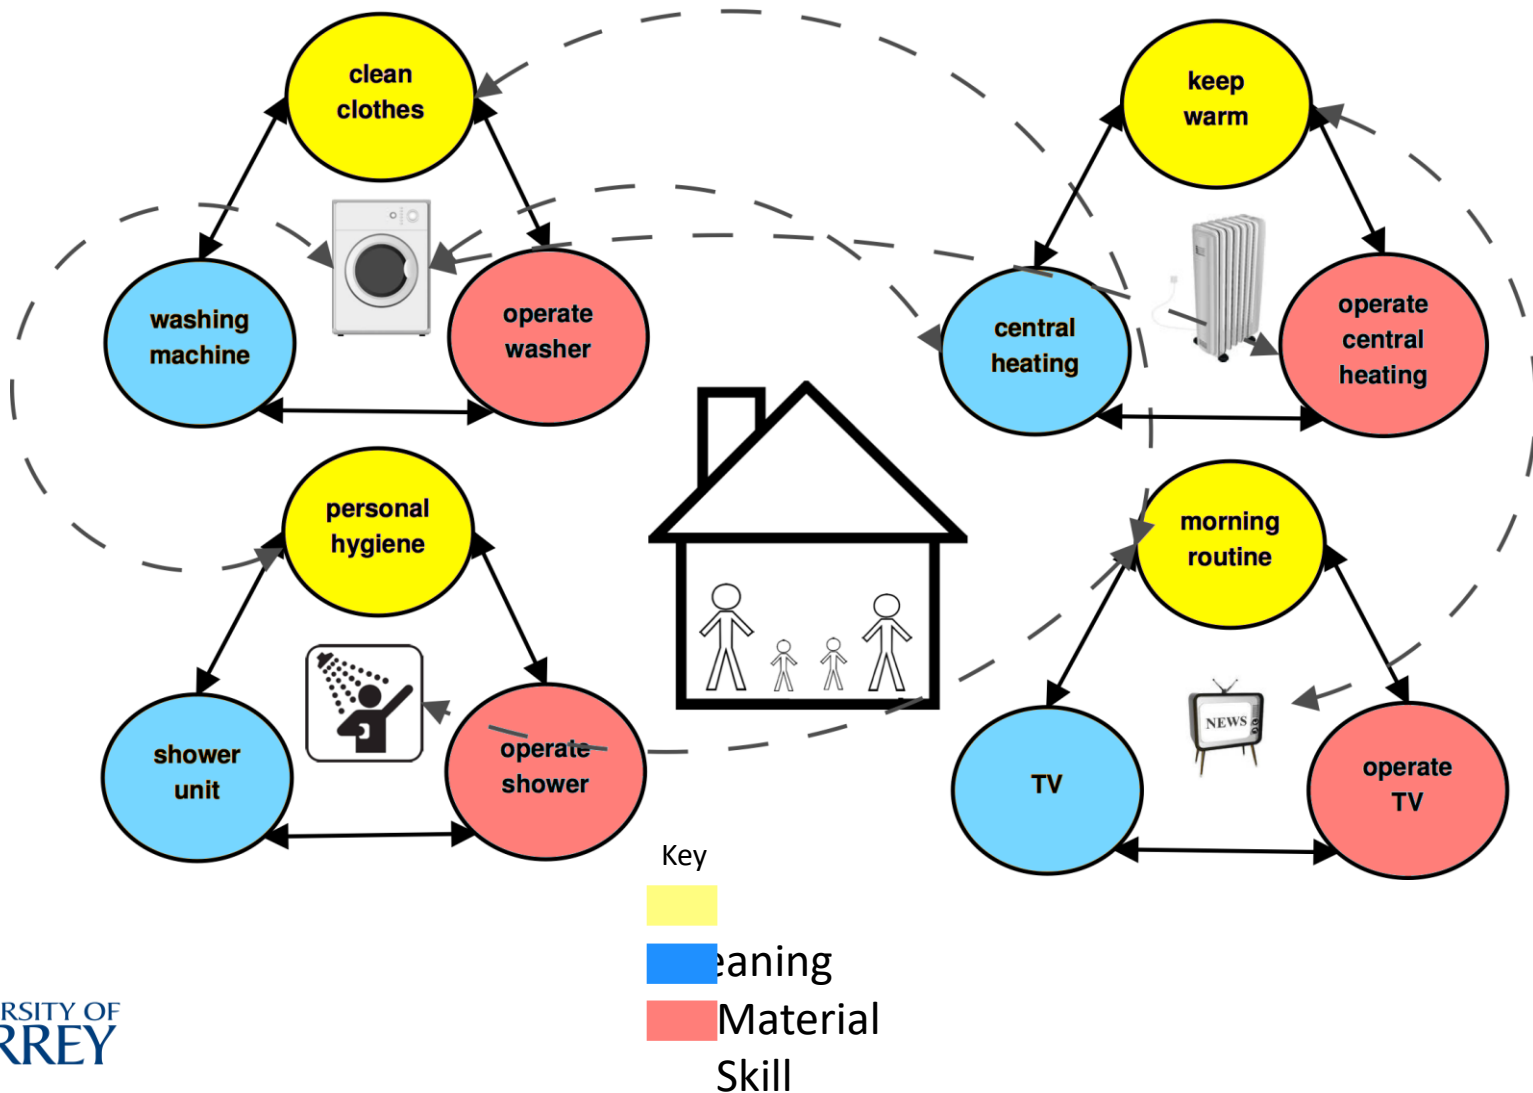 clean
clothes
keep
warm
washing
machine
operate
washer
central
heating
operate
central
heating
personal
hygiene
morning
routine
NEWS
shower
unit
operate
shower
TV
operate
TV
Key
eaning
Material
Skill
RSITY OF
RREY